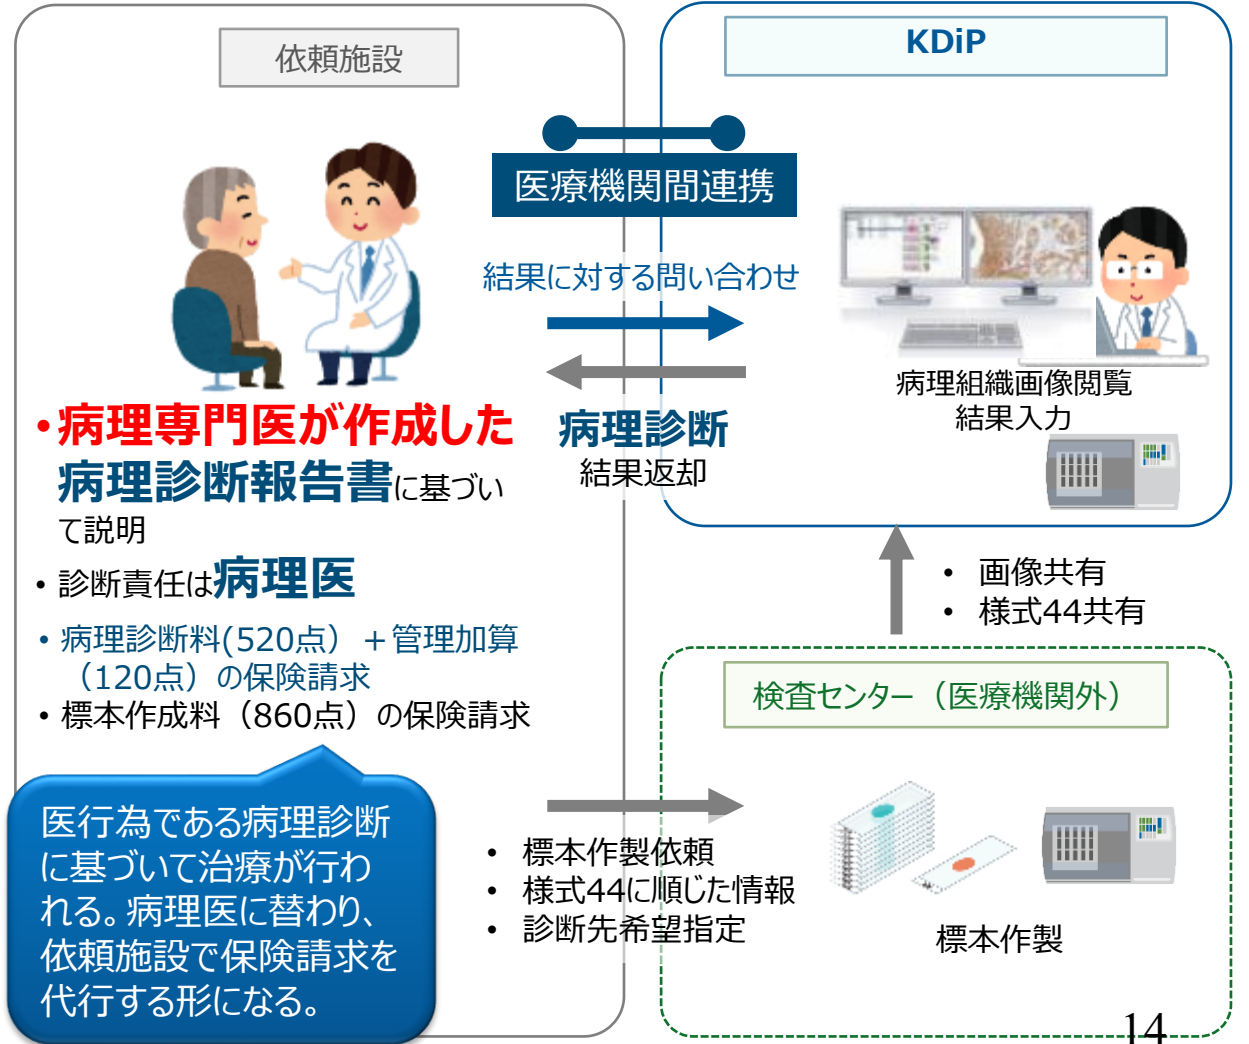 依頼施設
KDiP
医療機関間連携
結果に対する問い合わせ
病理診断
結果返却
病理組織画像閲覧
結果入力
・病理専門医が作成した
病理診断報告書に基づい
て説明
• 診断責任は病理医
• 病理診断料(520点）＋管理加算
（120点）の保険請求
• 標本作成料（860点）の保険請求
医行為である病理診断
に基づいて治療が行わ
れる。病理医に替わり、
依頼施設で保険請求を
代行する形になる。
• 画像共有
• 様式44共有
検査センター（医療機関外）
• 標本作製依頼
• 様式44に順じた情報
• 診断先希望指定
標本作製
14